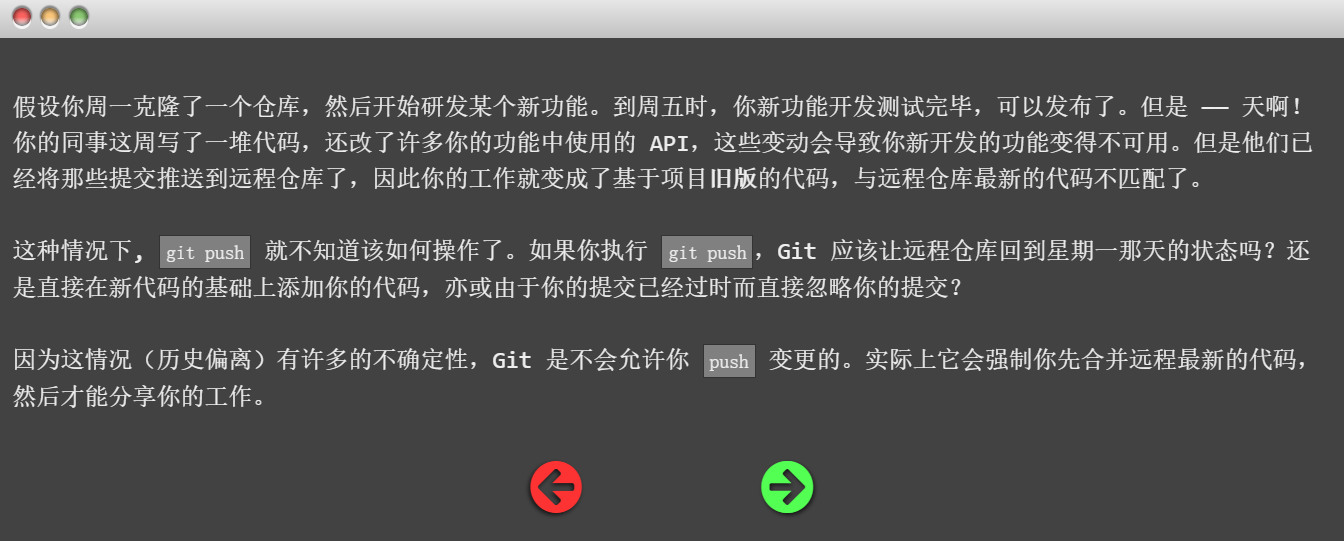 假设你周一克隆了一个仓库，然后开始研发某个新功能。到周五时，你新功能开发测试完毕，可以发布了。但是 —— 天啊！
你的同事这周写了一堆代码，还改了许多你的功能中使用的 API，这些变动会导致你新开发的功能变得不可用。但是他们已
经将那些提交推送到远程仓库了，因此你的工作就变成了基于项目旧版的代码，与远程仓库最新的代码不匹配了。
这种情况下, git push 就不知道该如何操作了。如果你执行 git push，Git 应该让远程仓库回到星期一那天的状态吗？还
是直接在新代码的基础上添加你的代码，亦或由于你的提交已经过时而直接忽略你的提交？
因为这情况（历史偏离）有许多的不确定性，Git 是不会允许你 push 变更的。实际上它会强制你先合并远程最新的代码，
然后才能分享你的工作。